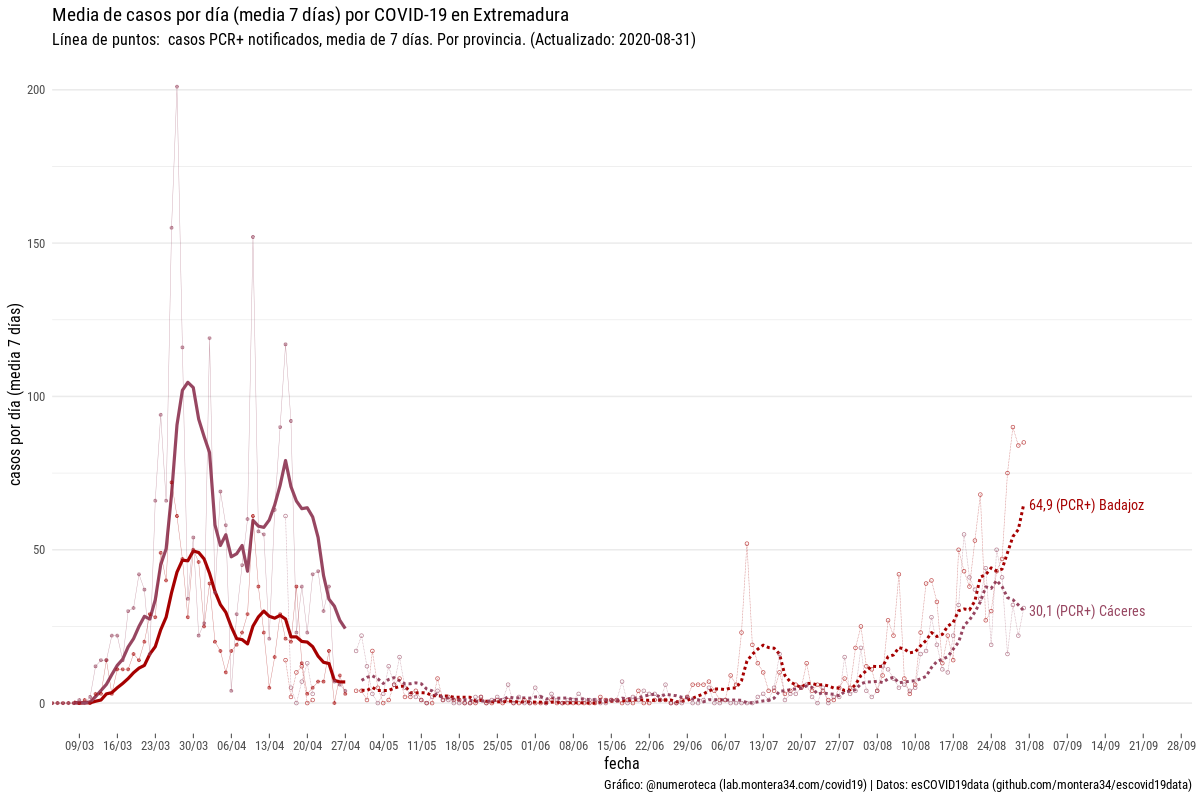 Media de casos por día (media 7 días) por COVID-19 en Extremadura
Línea de puntos:  casos PCR+ notificados, media de 7 días. Por provincia. (Actualizado: 2020-08-31)
casos por día (media 7 días)
200
150
100
50
0
64,9 (PCR+) Badajoz
30,1 (PCR+) Cáceres
09/03 16/03 23/03 30/03 06/04 13/04 20/04 27/04 04/05 11/05 18/05 25/05 01/06 08/06 15/06 22/06 29/06 06/07 13/07 20/07 27/07 03/08 10/08 17/08 24/08 31/08 07/09 14/09 21/09 28/09
fecha
Gráfico: @numeroteca (lab.montera34.com/covid19) | Datos: esCOVID19data (github.com/montera34/escovid19data)